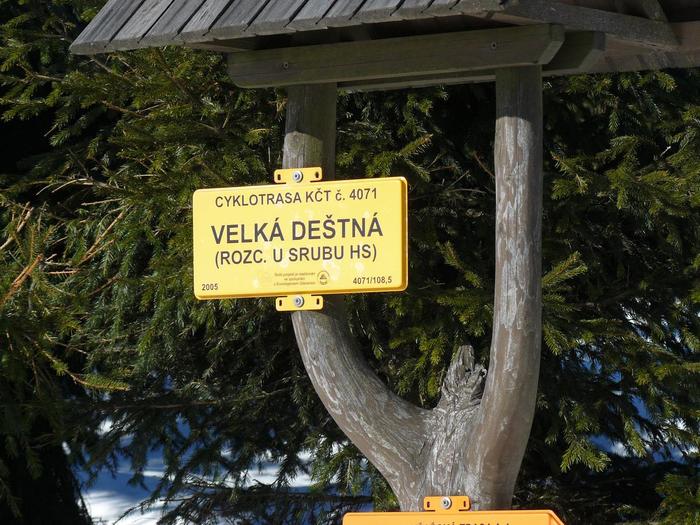 CYKLOTRASA KČT č. 4071
VELKÁ DEŠTNÁ
(ROZC. U SRUBU HS)
2005
4071/108,5